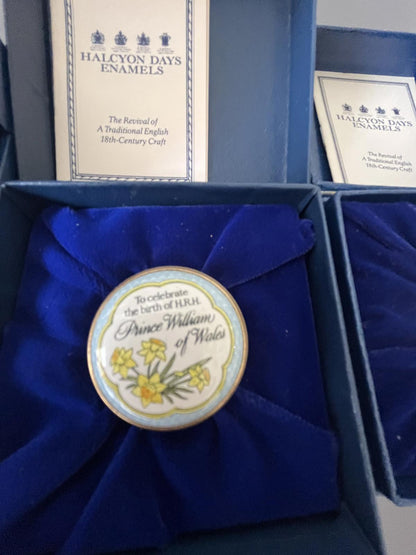 HALCYON DAYS
ENAMELS
The Revival of
A Traditional English
18th-Century Craft
HALCYON DAYS
ENAMELS
The Revival of
A Traditional English
18th-Century Craft
To celebrate
the birth of H.R.H.
Prince William
of Wales